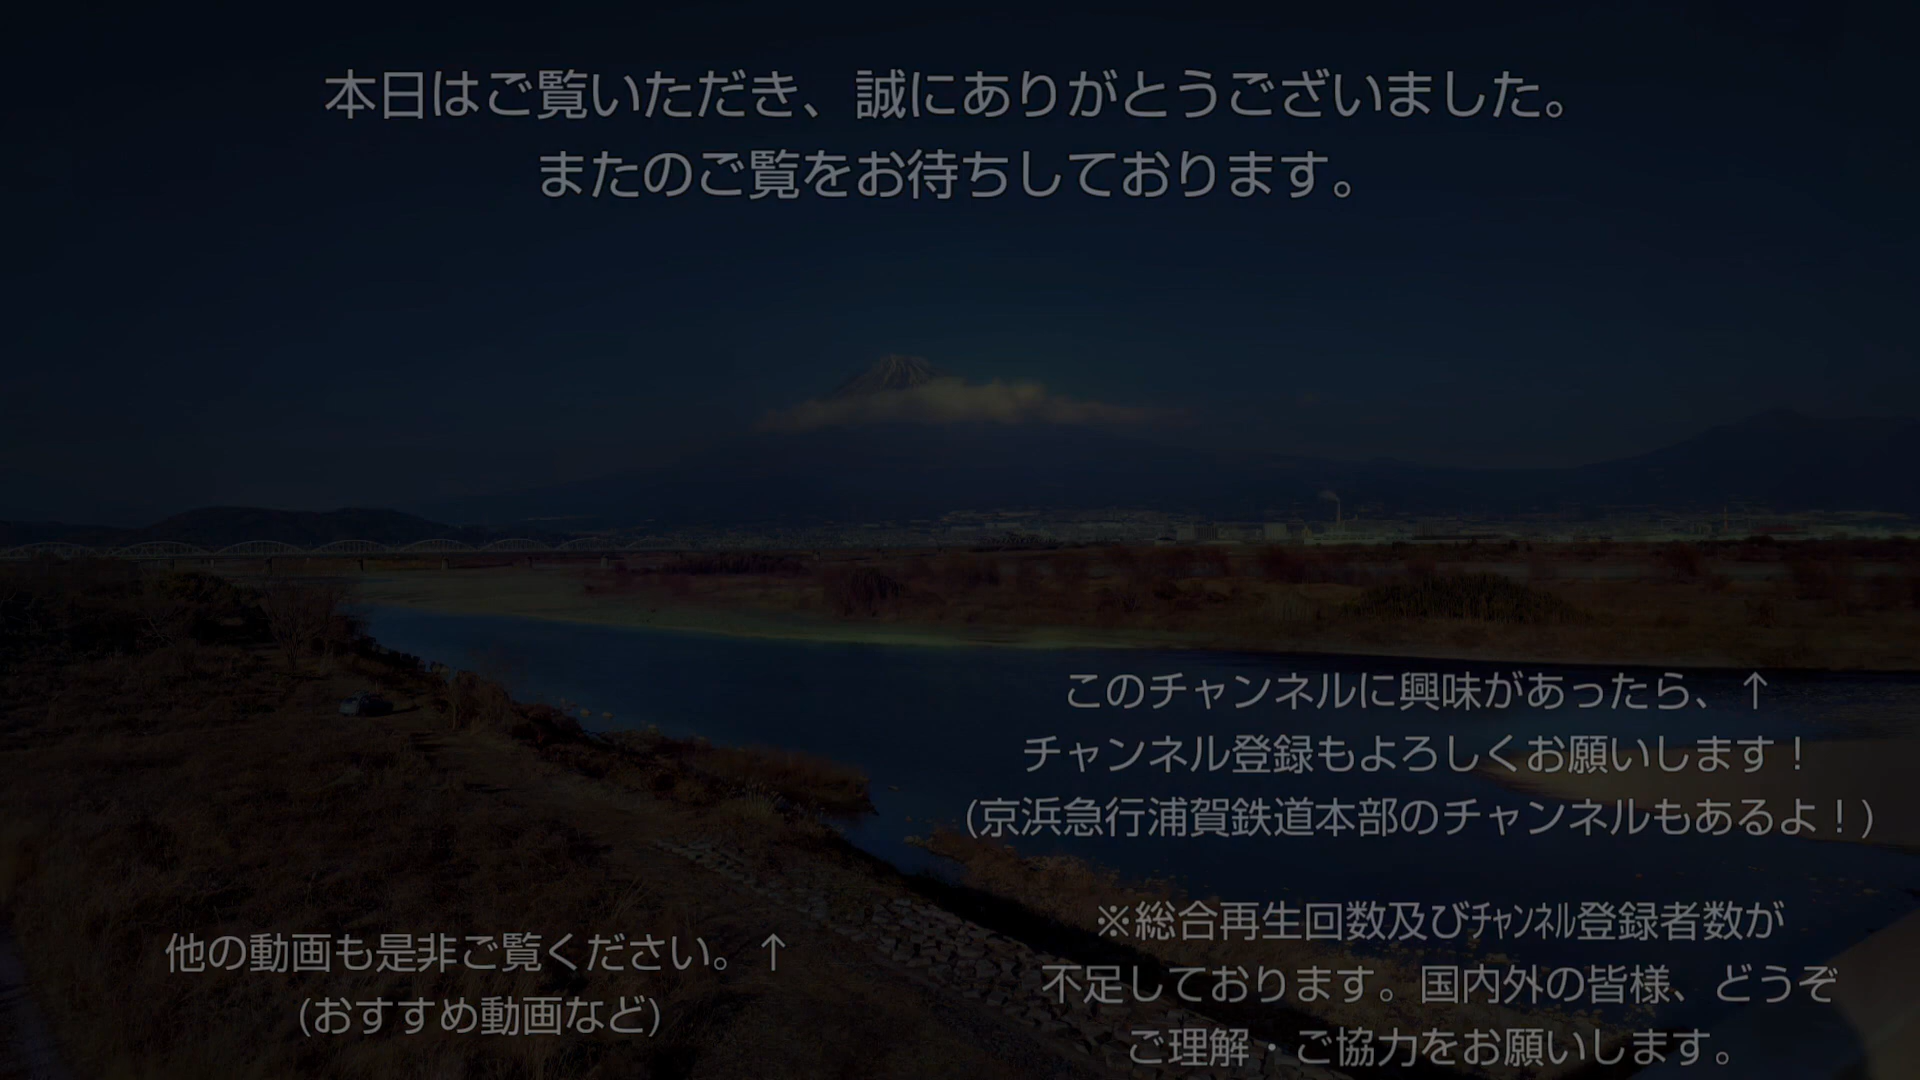 本日はご覧いただき、誠にありがとうございました。
またのご覧をお待ちしております。
このチャンネルに興味があったら、↑
チャンネル登録もよろしくお願いします！
(京浜急行浦賀鉄道本部のチャンネルもあるよ！)
他の動画も是非ご覧ください。↑
(おすすめ動画など)
※総合再生回数及びﾁｬﾝﾈﾙ登録者数が
不足しております。国内外の皆様、どうぞ
ご理解・ご協力をお願いします。